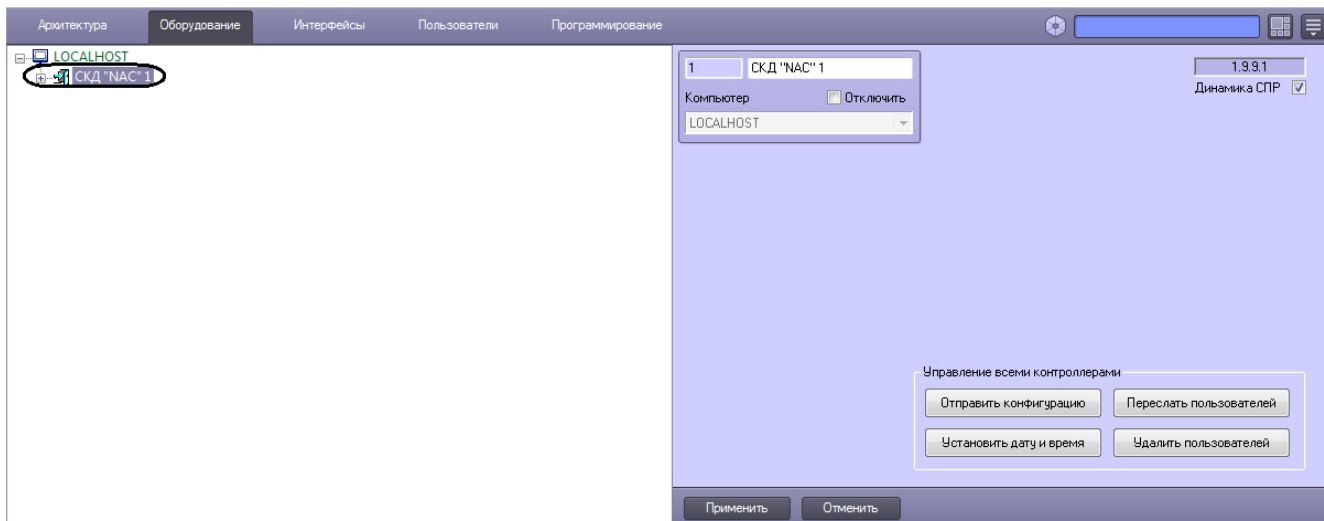 Архитектура Оборудование Интерфейсы Пользователи Программирование
LOCALHOST
СКД "NAC" 1
1 СКД "NAC" 1 1.9.9.1
Динамика СПР
Компьютер Отключить
LOCALHOST
Управление всеми контроллерами
Отправить конфигурацию Переслать пользователей
Установить дату и время Удалить пользователей
Применить Отменить